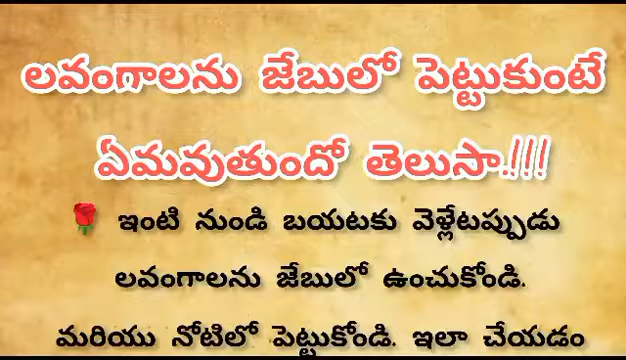 లవంగాలను జేబులో పెట్టుకుంటే
ఏమవుతుందో తెలుసా.!!!
🌹 ఇంటి నుండి బయటకు వెళ్లేటప్పుడు
లవంగాలను జేబులో ఉంచుకోండి.
మరియు నోటిలో పెట్టుకోండి. ఇలా చేయడం